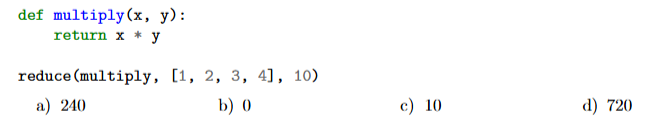 def multiply(x, y):
    return x * y
reduce(multiply, [1, 2, 3, 4], 10)
a) 240 b) 0 c) 10 d) 720